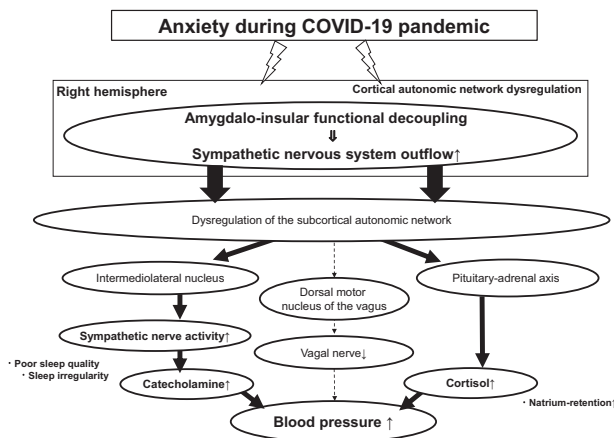 Anxiety during COVID-19 pandemic
Right hemisphere
Cortical autonomic network dysregulation
Amygdalo-insular functional decoupling
⇓
Sympathetic nervous system outflow↑
Dysregulation of the subcortical autonomic network
Intermediolateral nucleus
Dorsal motor
nucleus of the vagus
Pituitary-adrenal axis
Sympathetic nerve activity↑
Vagal nerve↓
・Poor sleep quality
・Sleep irregularity
Catecholamine↑
Cortisol↑
・Natrium-retention↑
Blood pressure ↑